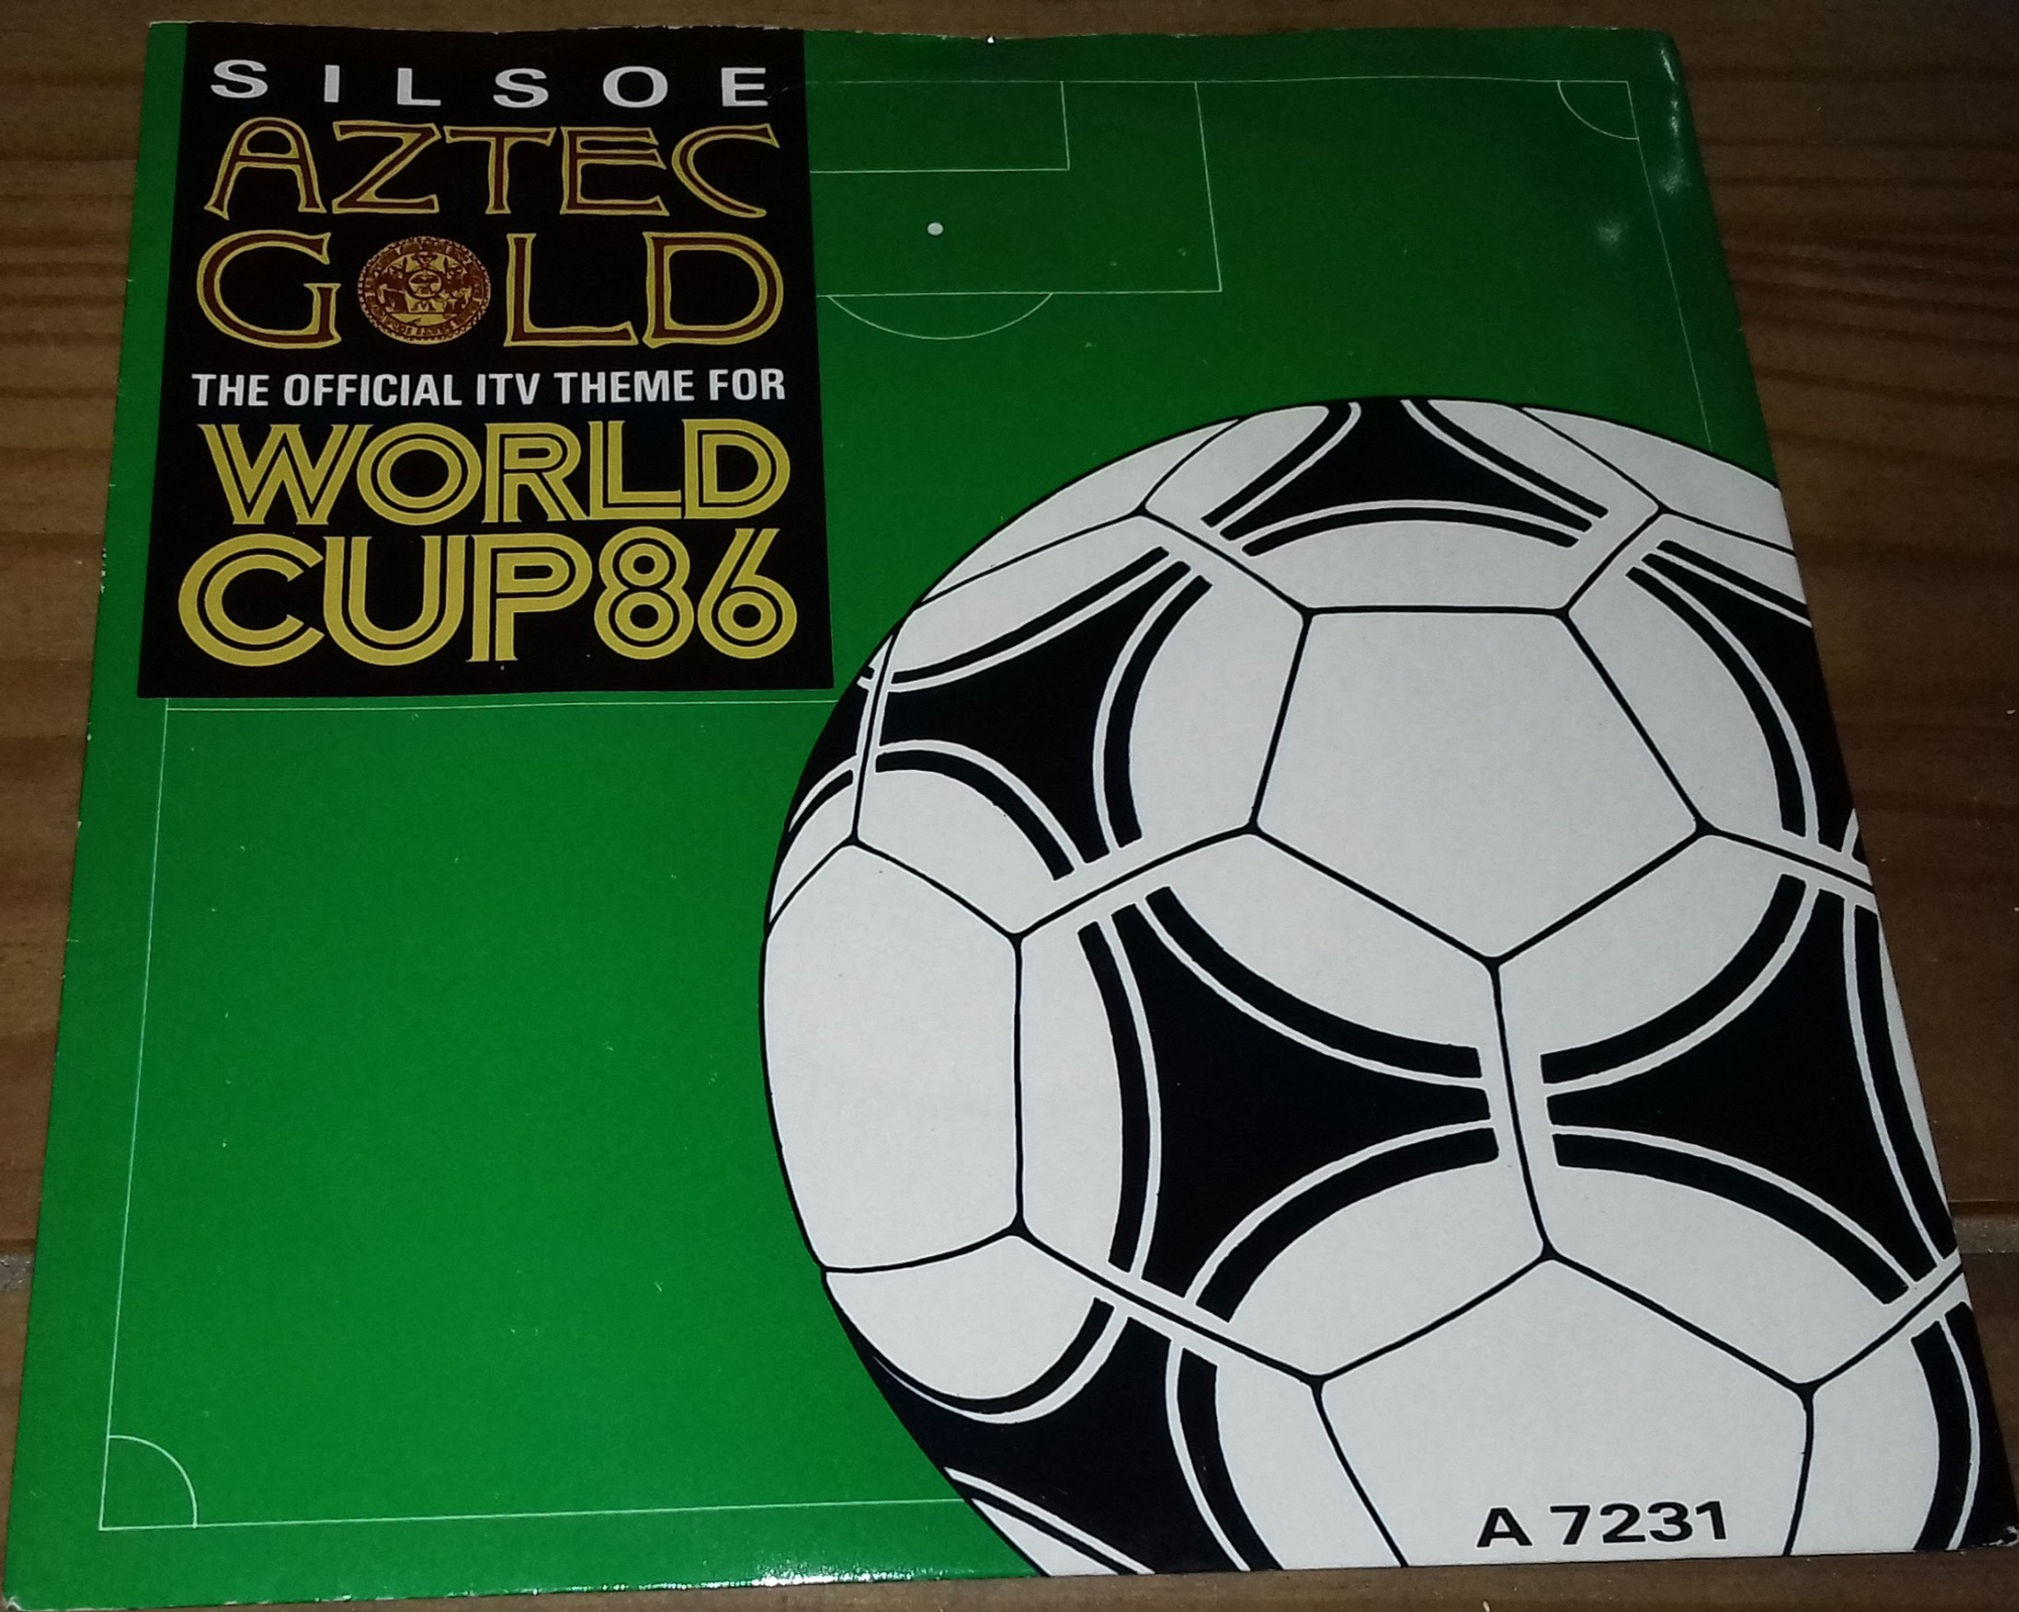 SILSOE
AZTEC
GOLD
THE OFFICIAL ITV THEME FOR
WORLD
CUP86
A 7231